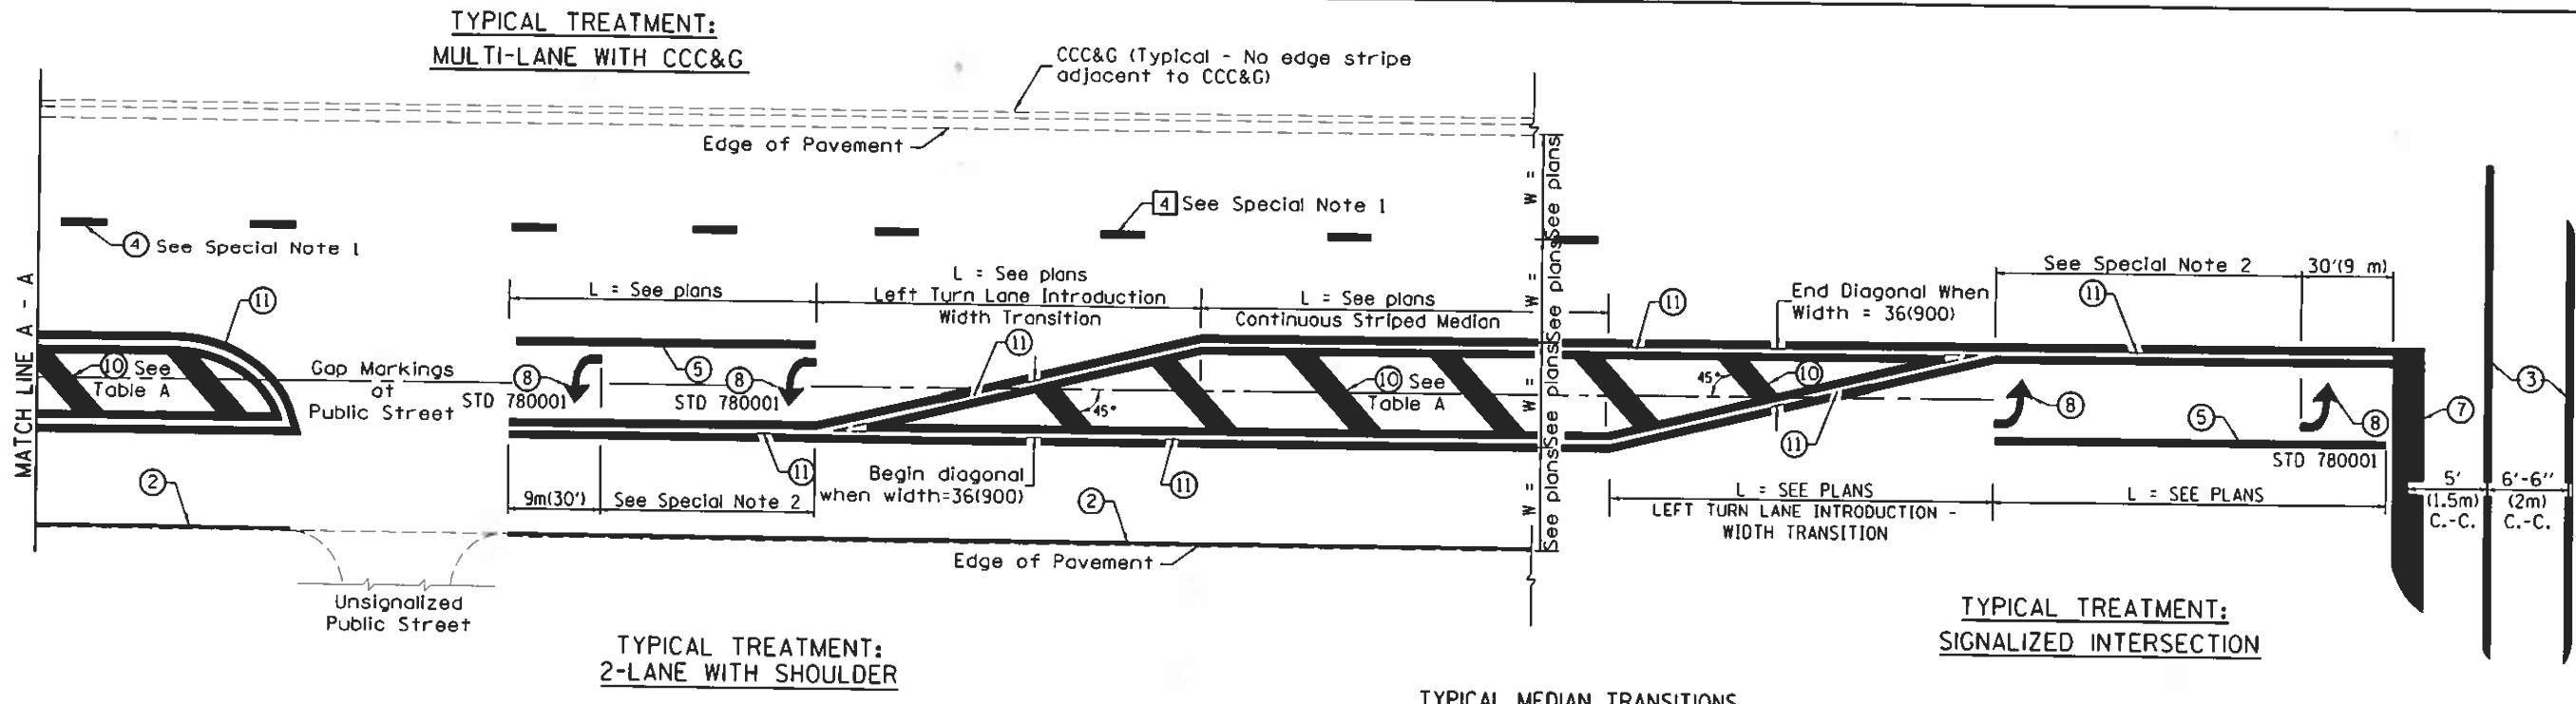 TYPICAL TREATMENT:
MULTI-LANE WITH CCC&G
CCC&G (Typical - No edge stripe
adjacent to CCC&G)
Edge of Pavement
MATCH LINE A - A
4 See Special Note 1
4 See Special Note 1
11
10 See
Table A
Gap Markings
at
Public Street
2
Unsignalized
Public Street
L = See plans
L = See plans
Left Turn Lane Introduction
Width Transition
L = See plans
Continuous Striped Median
8
STD 780001
5
8
STD 780001
11
11
45°
10 See
Table A
9m(30')
See Special Note 2
Begin diagonal
when width=36(900)
11
2
Edge of Pavement
W = See plans
W = See plans
W = See plans
W = See plans
11
End Diagonal When
Width = 36(900)
See Special Note 2
30'(9 m)
11
45°
10
11
8
5
8
STD 780001
7
3
L = SEE PLANS
LEFT TURN LANE INTRODUCTION -
WIDTH TRANSITION
L = SEE PLANS
5'
(1.5m)
C.-C.
6'-6"
(2m)
C.-C.
TYPICAL TREATMENT:
2-LANE WITH SHOULDER
TYPICAL TREATMENT:
SIGNALIZED INTERSECTION
TYPICAL MEDIAN TRANSITIONS